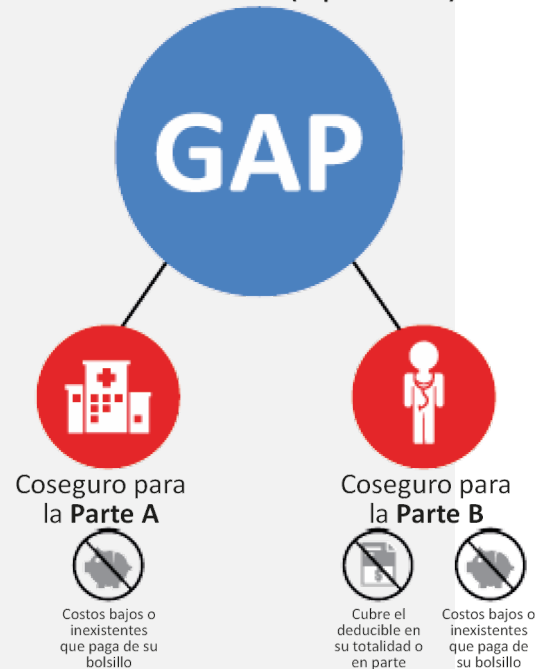 GAP
Coseguro para
la Parte A
Coseguro para
la Parte B
Costos bajos o
inexistentes
que paga de su
bolsillo
Cubre el
deducible en
su totalidad o
en parte
Costos bajos o
inexistentes
que paga de
su bolsillo